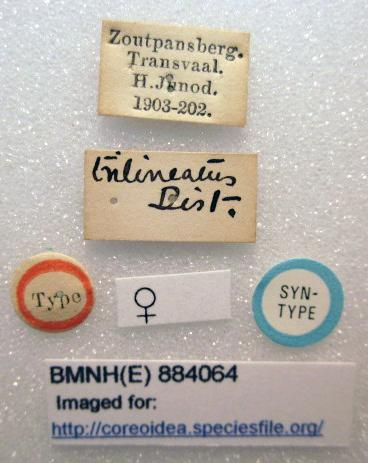 Zoutpansberg.
Transvaal.
H.Junod.
1903-202.
trilineatus
Dist.
Type
♀
SYN-
TYPE
BMNH(E) 884064
Imaged for:
http://coreoidea.speciesfile.org/